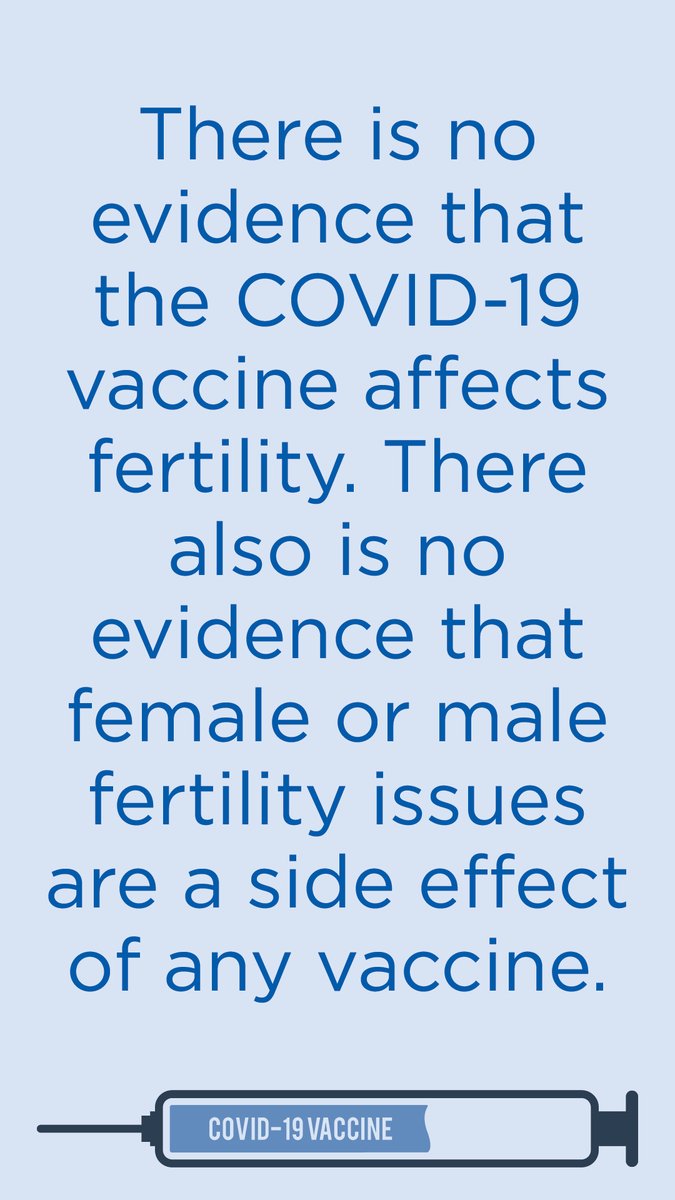 There is no
evidence that
the COVID-19
vaccine affects
fertility. There
also is no
evidence that
female or male
fertility issues
are a side effect
of any vaccine.
COVID-19 VACCINE